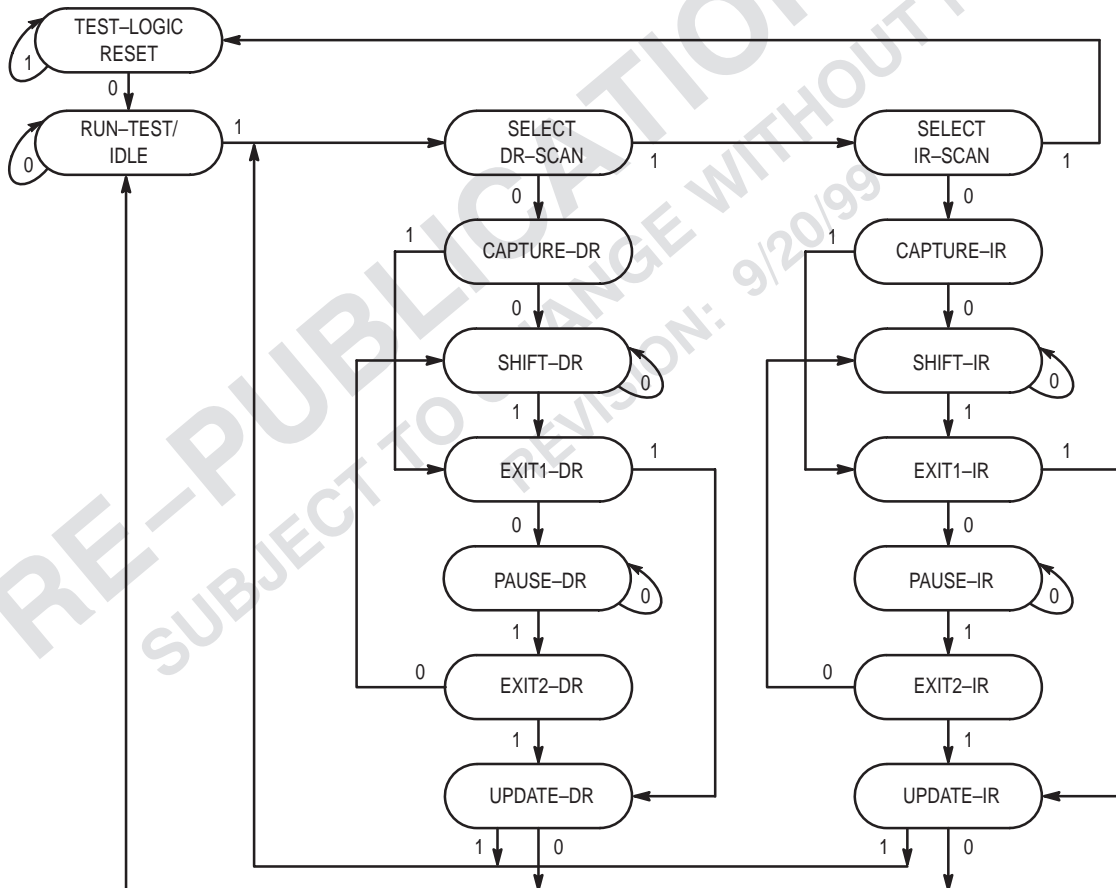 TEST–LOGIC
RESET
1
0
RUN–TEST/
IDLE
0
1
SELECT
DR–SCAN
1
0
SELECT
IR–SCAN
1
0
CAPTURE–DR
1
0
CAPTURE–IR
1
0
SHIFT–DR
0
1
SHIFT–IR
0
1
EXIT1–DR
1
0
EXIT1–IR
1
0
PAUSE–DR
0
1
PAUSE–IR
0
1
EXIT2–DR
0
1
EXIT2–IR
0
1
UPDATE–DR
1
0
UPDATE–IR
1
0
RE–PUBLICATION
SUBJECT TO CHANGE WITHOUT
REVISION: 9/20/99